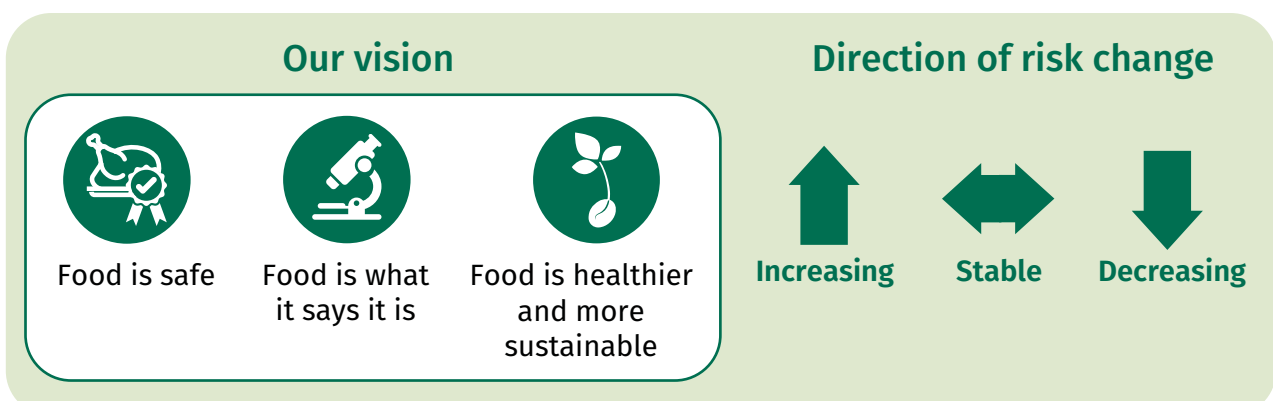 Our vision
Food is safe
Food is what
it says it is
Food is healthier
and more
sustainable
Direction of risk change
Increasing
Stable
Decreasing